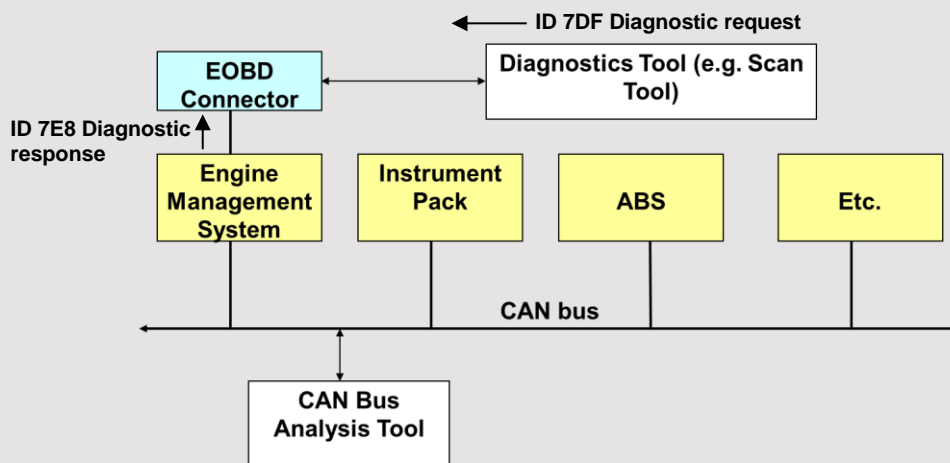 ID 7DF Diagnostic request
EOBD
Connector
Diagnostics Tool (e.g. Scan
Tool)
ID 7E8 Diagnostic
response
Engine
Management
System
Instrument
Pack
ABS
Etc.
CAN bus
CAN Bus
Analysis Tool